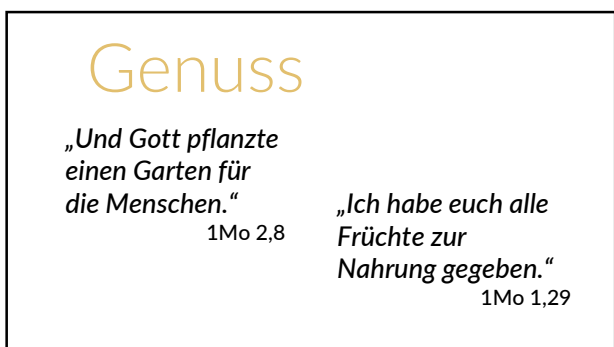 Genuss
„Und Gott pflanzte
einen Garten für
die Menschen.“
1Mo 2,8
„Ich habe euch alle
Früchte zur
Nahrung gegeben.“
1Mo 1,29